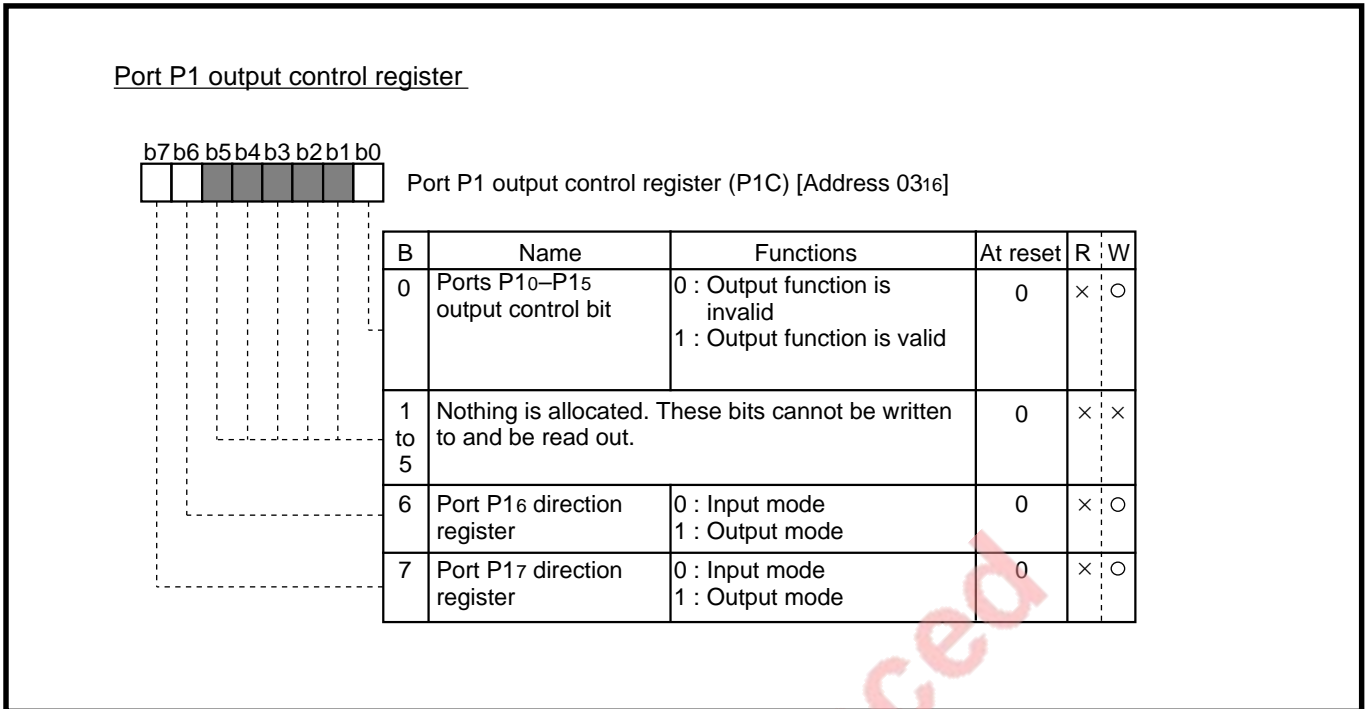 Port P1 output control register
b7 b6 b5 b4 b3 b2 b1 b0
Port P1 output control register (P1C) [Address 0316]
B Name Functions At reset R W
0 Ports P10–P15 output control bit 0 : Output function is invalid 1 : Output function is valid 0 × ○
1 to 5 Nothing is allocated. These bits cannot be written to and be read out. 0 × ×
6 Port P16 direction register 0 : Input mode 1 : Output mode 0 × ○
7 Port P17 direction register 0 : Input mode 1 : Output mode 0 × ○
ced